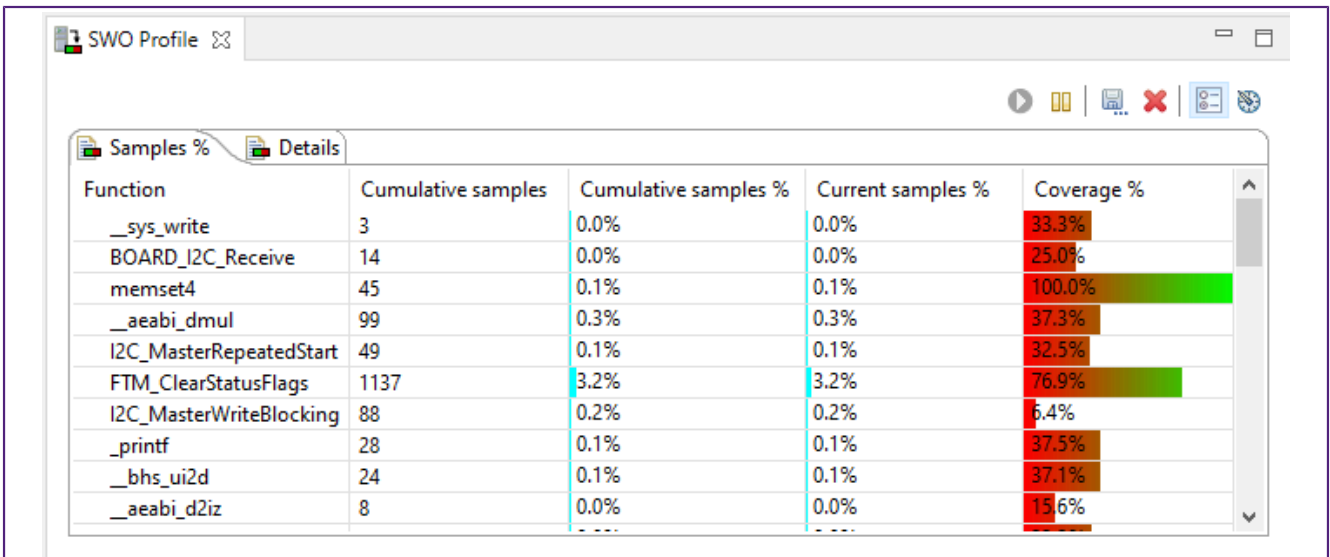 SWO Profile
Samples % Details
Function Cumulative samples Cumulative samples % Current samples % Coverage %
__sys_write 3 0.0% 0.0% 33.3%
BOARD_I2C_Receive 14 0.0% 0.0% 25.0%
memset4 45 0.1% 0.1% 100.0%
__aeabi_dmul 99 0.3% 0.3% 37.3%
I2C_MasterRepeatedStart 49 0.1% 0.1% 32.5%
FTM_ClearStatusFlags 1137 3.2% 3.2% 76.9%
I2C_MasterWriteBlocking 88 0.2% 0.2% 6.4%
_printf 28 0.1% 0.1% 37.5%
__bhs_ui2d 24 0.1% 0.1% 37.1%
__aeabi_d2iz 8 0.0% 0.0% 15.6%